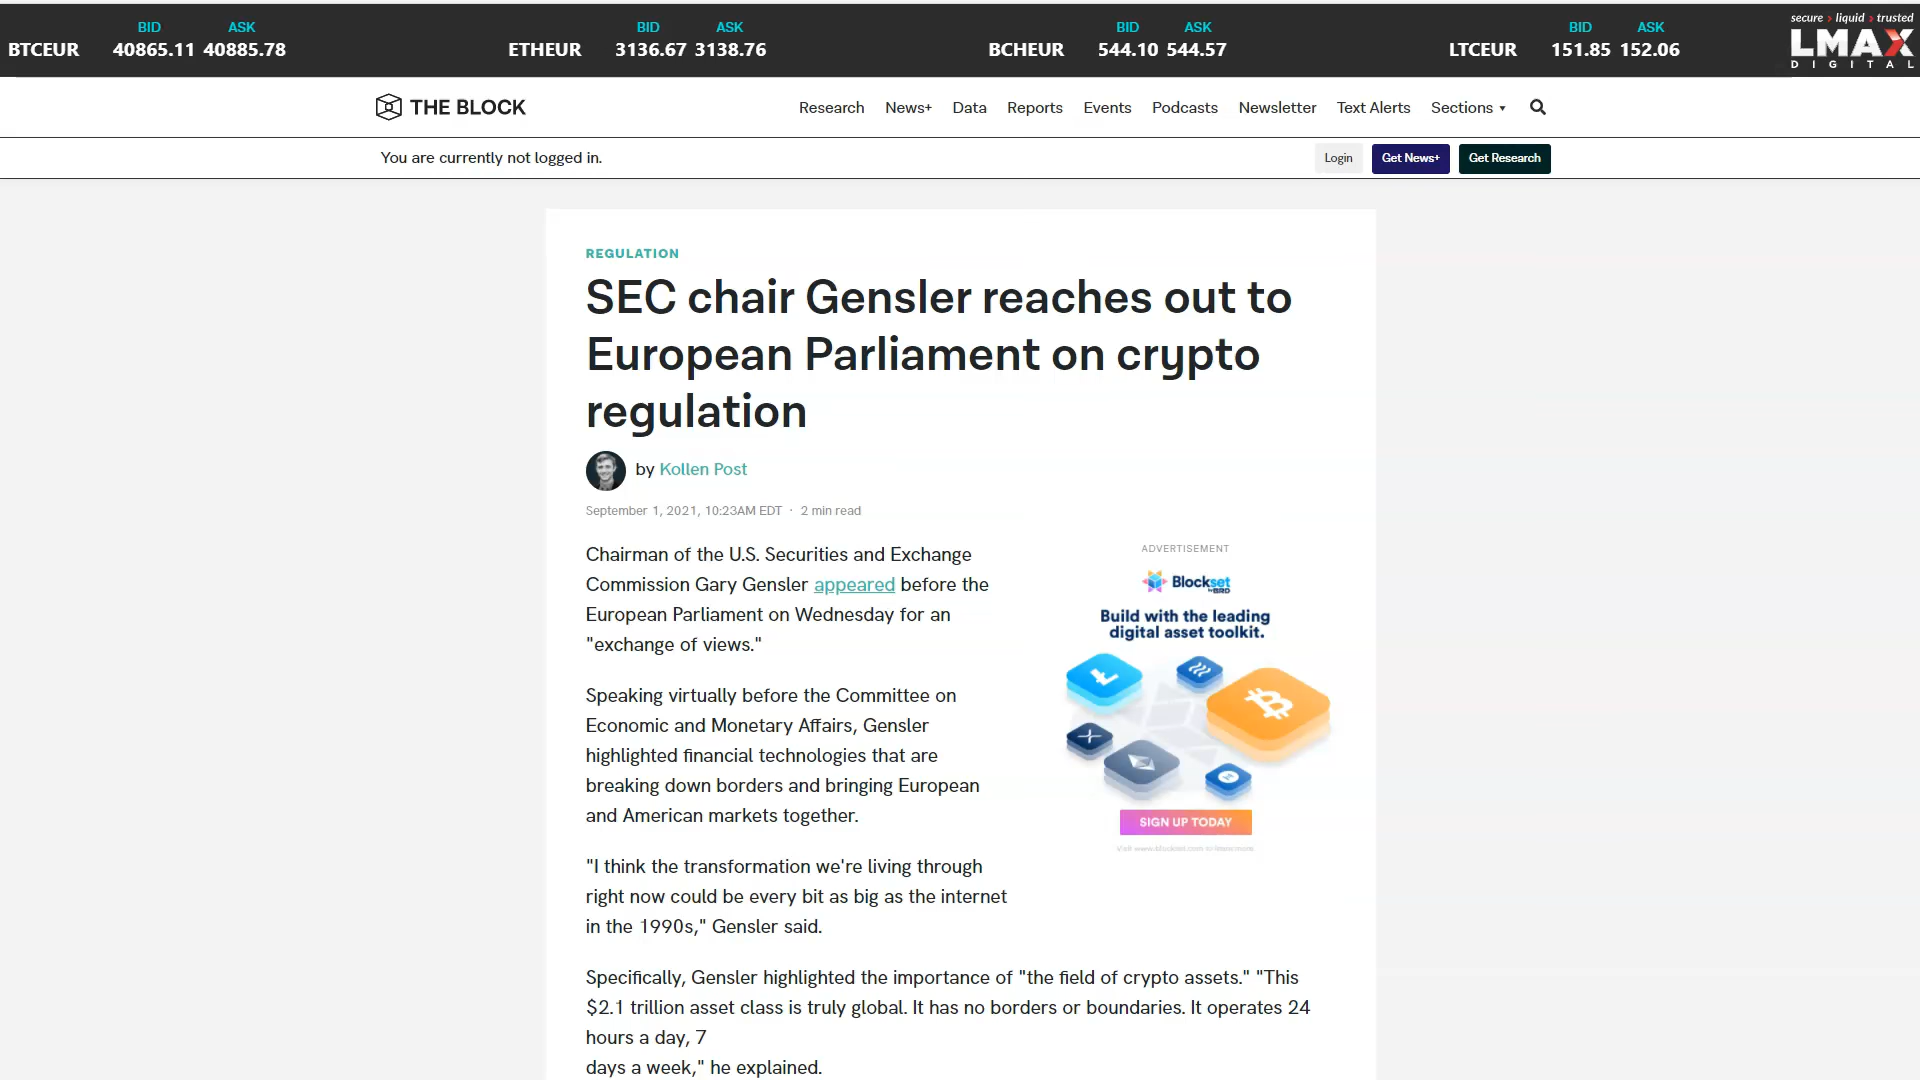 BID ASK BID ASK BID ASK BID ASK secure › liquid › trusted
BTCEUR 40865.11 40885.78 ETHEUR 3136.67 3138.76 BCHEUR 544.10 544.57 LTCEUR 151.85 152.06 LMAX
DIGITAL
THE BLOCK Research News+ Data Reports Events Podcasts Newsletter Text Alerts Sections
You are currently not logged in. Login Get News+ Get Research
REGULATION
SEC chair Gensler reaches out to
European Parliament on crypto
regulation
by Kollen Post
September 1, 2021, 10:23AM EDT · 2 min read
Chairman of the U.S. Securities and Exchange
Commission Gary Gensler appeared before the
European Parliament on Wednesday for an
"exchange of views."
Speaking virtually before the Committee on
Economic and Monetary Affairs, Gensler
highlighted financial technologies that are
breaking down borders and bringing European
and American markets together.
"I think the transformation we're living through
right now could be every bit as big as the internet
in the 1990s," Gensler said.
ADVERTISEMENT
Blockset
by BRD
Build with the leading
digital asset toolkit.
SIGN UP TODAY
Visit www.blockset.com to learn more
Specifically, Gensler highlighted the importance of "the field of crypto assets." "This
$2.1 trillion asset class is truly global. It has no borders or boundaries. It operates 24
hours a day, 7
days a week," he explained.